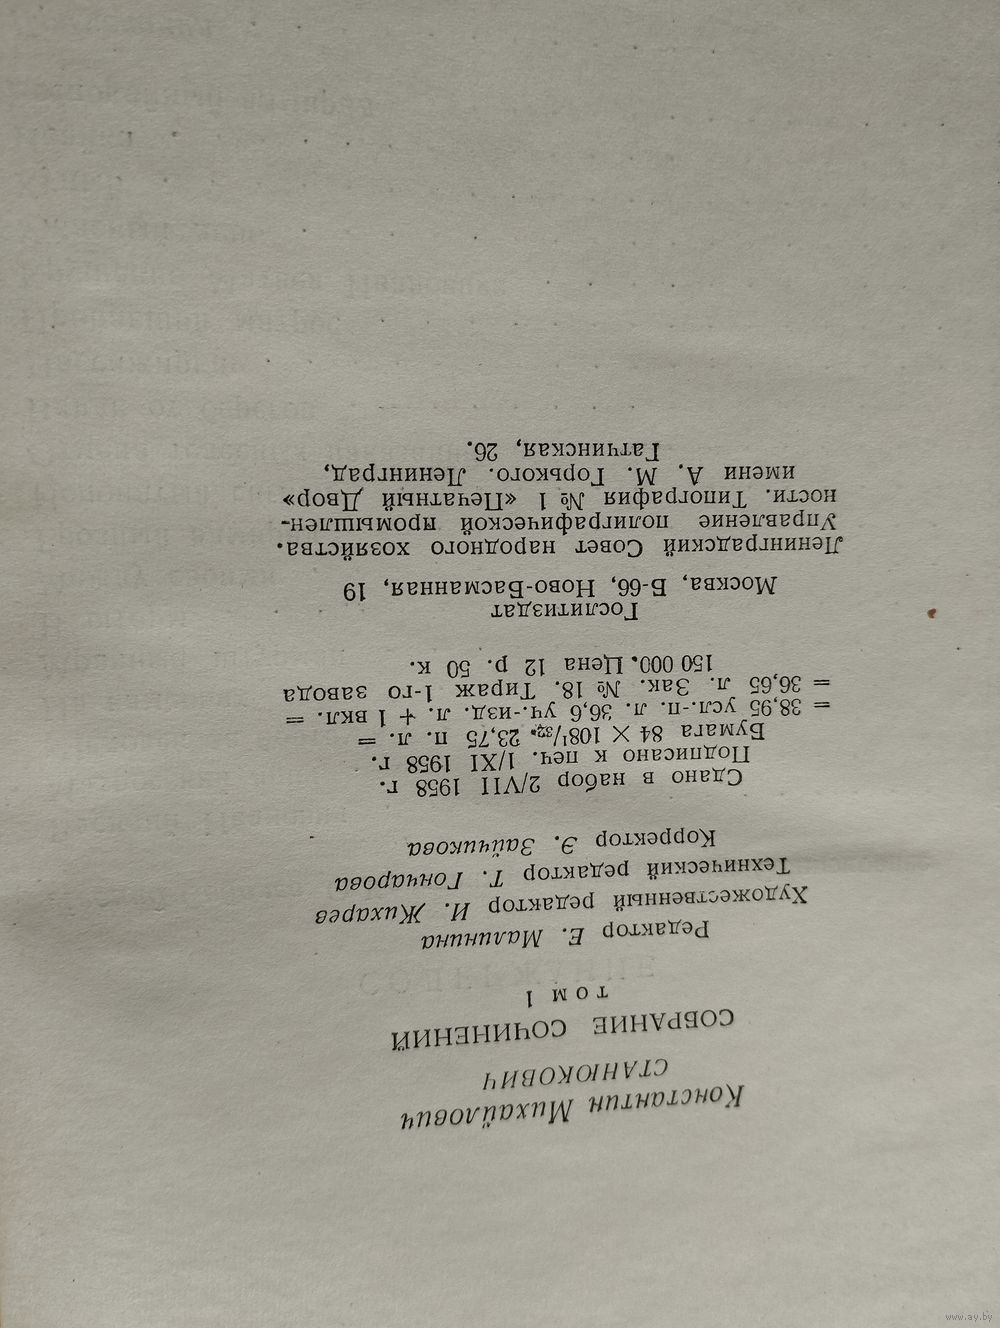 Константин Михайлович
СТАНЮКОВИЧ
СОБРАНИЕ СОЧИНЕНИЙ
ТОМ 1
Редактор Е. Малинина
Художественный редактор И. Жихарев
Технический редактор Т. Гончарова
Корректор Э. Зайчикова
Сдано в набор 2/VII 1958 г.
Подписано к печ. 1/XI 1958 г.
Бумага 84 × 108¹/₃₂. 23,75 п. л. =
= 38,95 усл.-п. л. 36,6 уч.-изд. л. + 1 вкл. =
= 36,65 л. Зак. № 18. Тираж 1-го завода
150 000. Цена 12 р. 50 к.
Гослитиздат
Москва, Б-66, Ново-Басманная, 19
Ленинградский Совет народного хозяйства.
Управление полиграфической промышлен-
ности. Типография № 1 «Печатный Двор»
имени А. М. Горького. Ленинград,
Гатчинская, 26.
www.ay.by